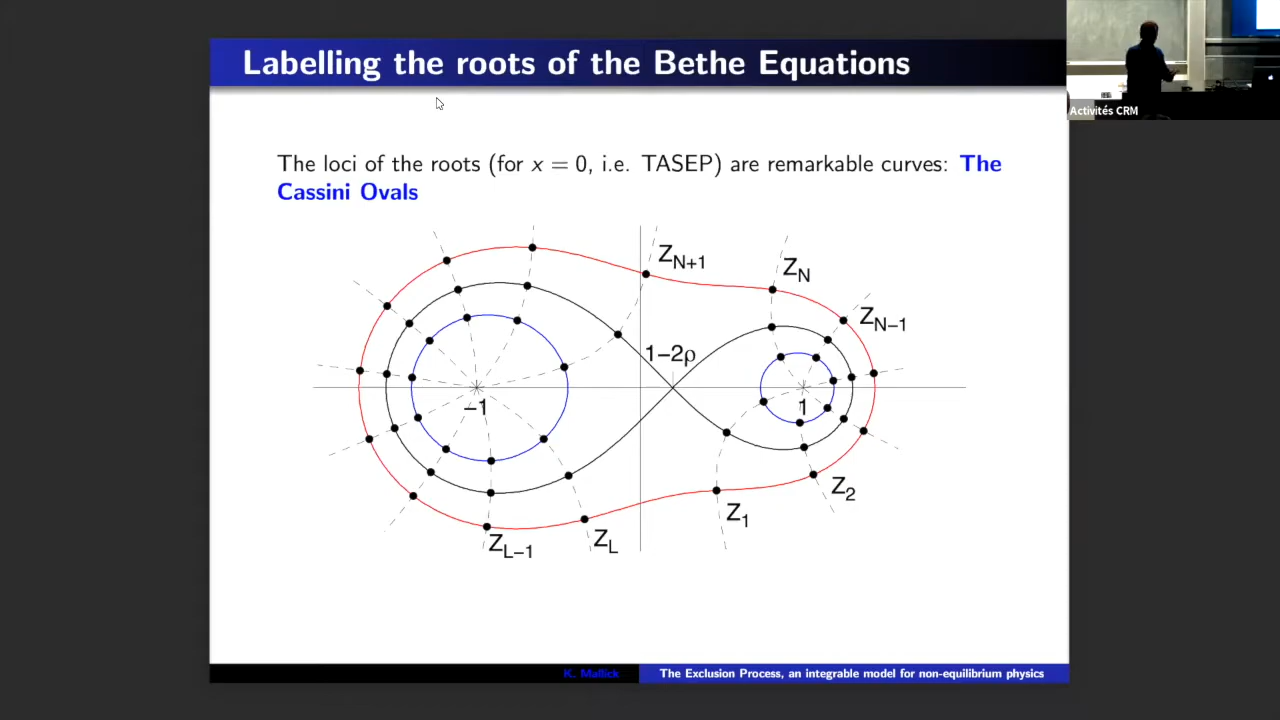 Labelling the roots of the Bethe Equations
Activités CRM
The loci of the roots (for x = 0, i.e. TASEP) are remarkable curves: The
Cassini Ovals
Z_{N+1}
Z_N
Z_{N−1}
1−2ρ
−1
1
Z_2
Z_1
Z_L
Z_{L−1}
K. Mallick
The Exclusion Process, an integrable model for non-equilibrium physics